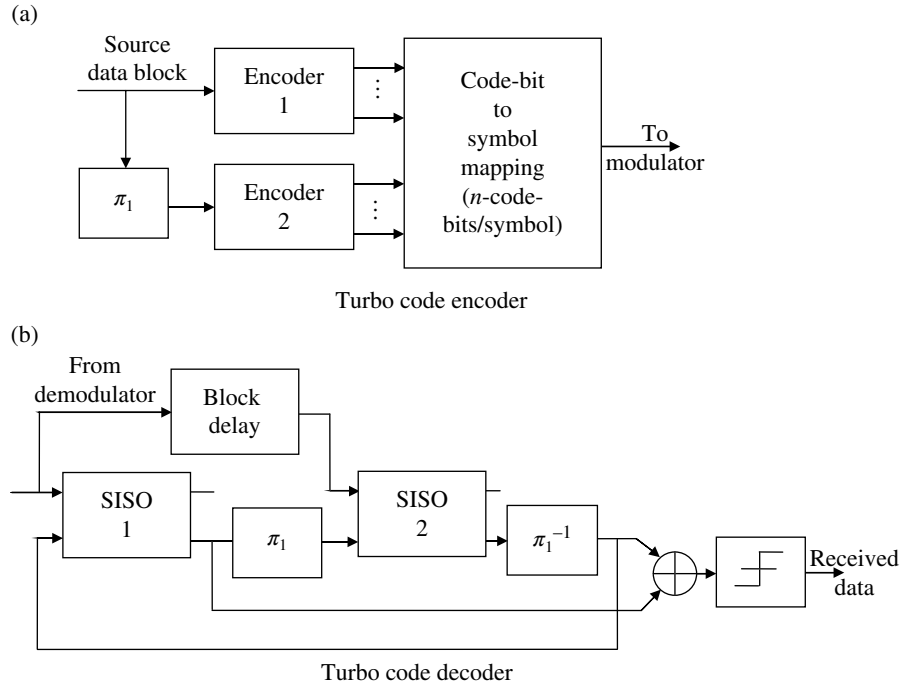 (a)
Source
data block
Encoder
1
⋮
π₁
Encoder
2
⋮
Code-bit
to
symbol
mapping
(n-code-
bits/symbol)
To
modulator
Turbo code encoder
(b)
From
demodulator
Block
delay
SISO
1
π₁
SISO
2
π₁⁻¹
Received
data
Turbo code decoder